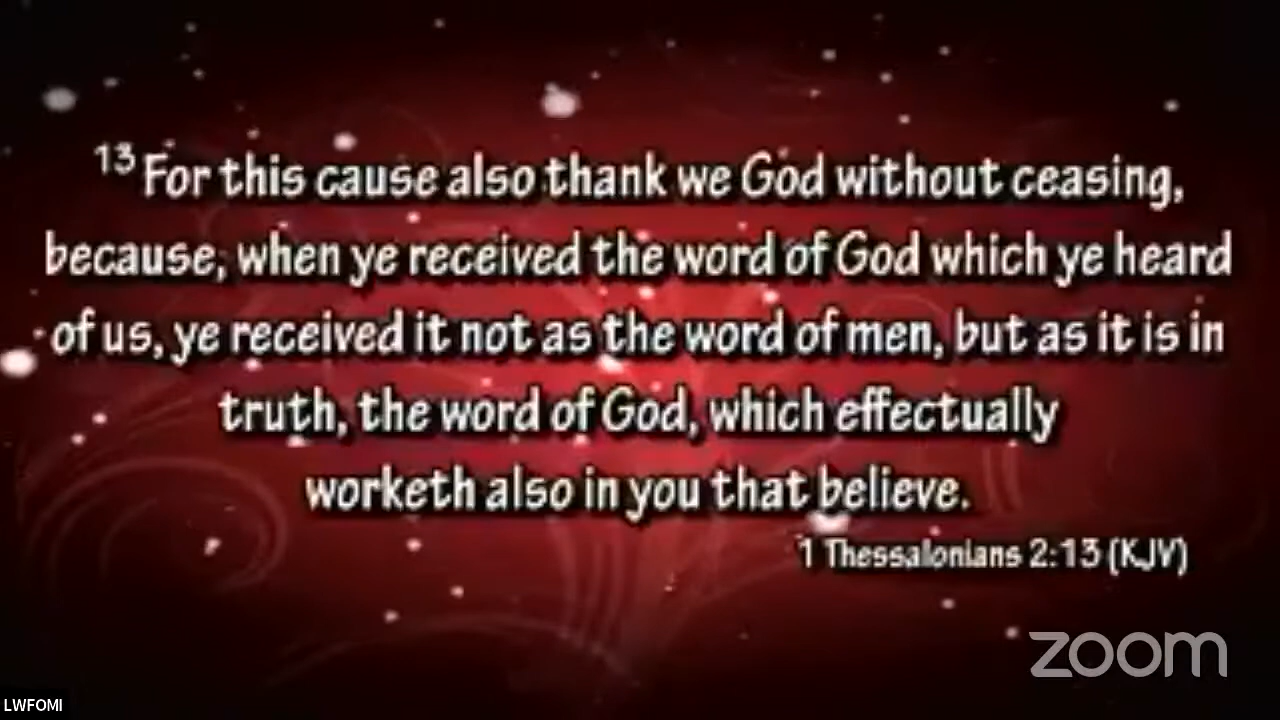 13 For this cause also thank we God without ceasing,
because, when ye received the word of God which ye heard
of us, ye received it not as the word of men, but as it is in
truth, the word of God, which effectually
worketh also in you that believe.
1 Thessalonians 2:13 (KJV)
zoom
LWFOMI